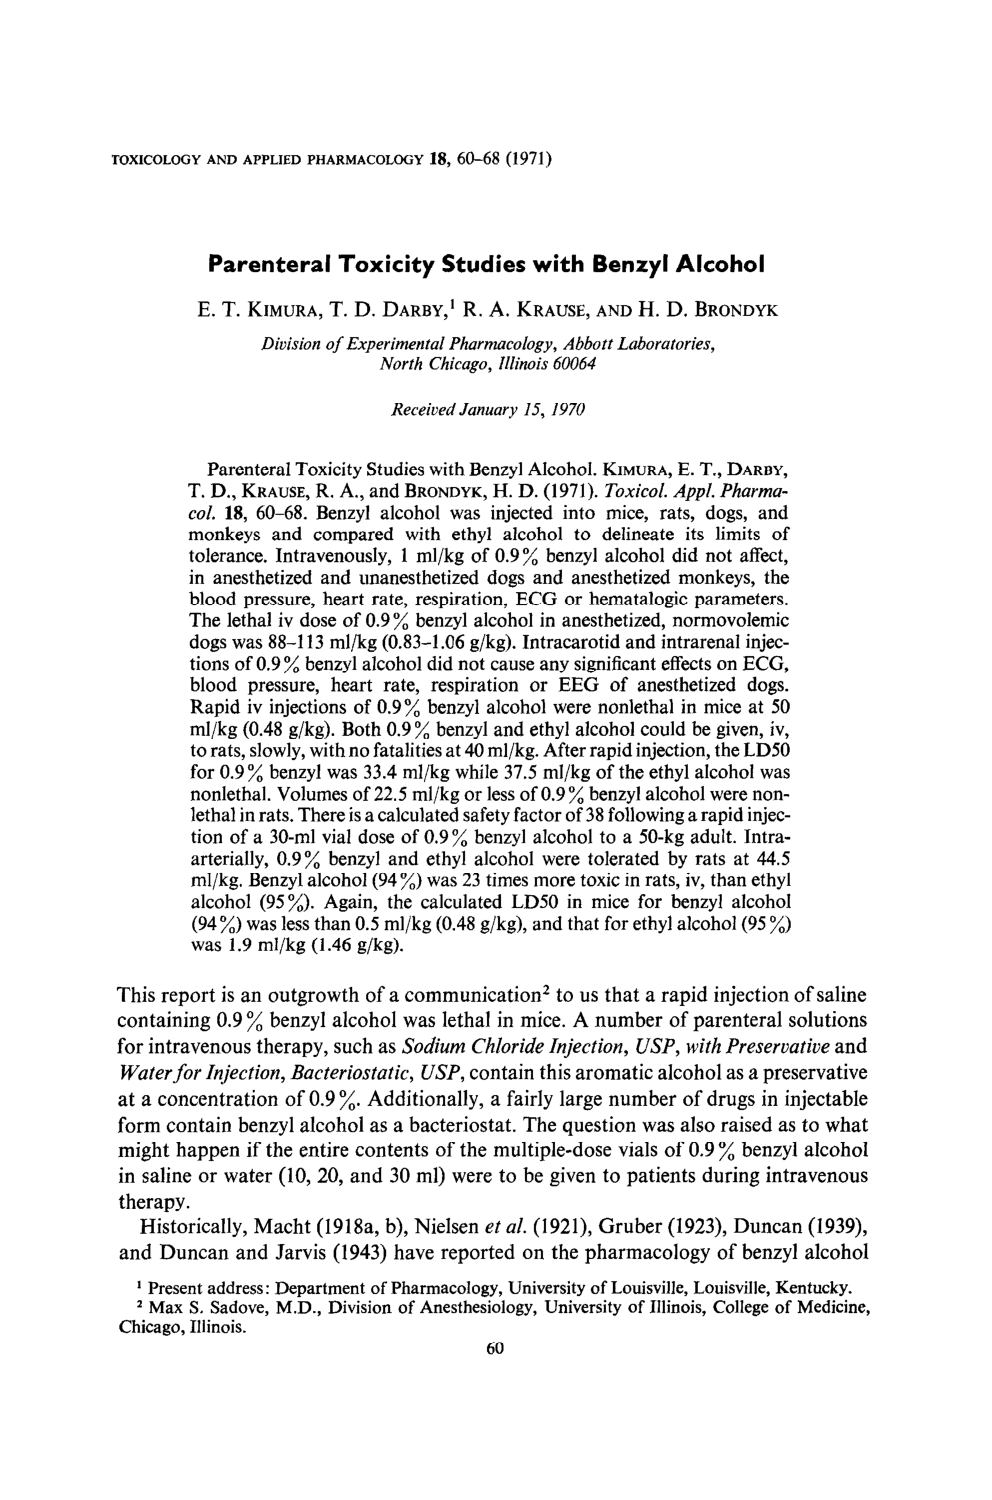 TOXICOLOGY AND APPLIED PHARMACOLOGY 18, 60–68 (1971)
Parenteral Toxicity Studies with Benzyl Alcohol
E. T. KIMURA, T. D. DARBY,¹ R. A. KRAUSE, AND H. D. BRONDYK
Division of Experimental Pharmacology, Abbott Laboratories,
North Chicago, Illinois 60064
Received January 15, 1970
Parenteral Toxicity Studies with Benzyl Alcohol. KIMURA, E. T., DARBY,
T. D., KRAUSE, R. A., and BRONDYK, H. D. (1971). Toxicol. Appl. Pharma-
col. 18, 60–68. Benzyl alcohol was injected into mice, rats, dogs, and
monkeys and compared with ethyl alcohol to delineate its limits of
tolerance. Intravenously, 1 ml/kg of 0.9% benzyl alcohol did not affect,
in anesthetized and unanesthetized dogs and anesthetized monkeys, the
blood pressure, heart rate, respiration, ECG or hematalogic parameters.
The lethal iv dose of 0.9% benzyl alcohol in anesthetized, normovolemic
dogs was 88–113 ml/kg (0.83–1.06 g/kg). Intracarotid and intrarenal injec-
tions of 0.9% benzyl alcohol did not cause any significant effects on ECG,
blood pressure, heart rate, respiration or EEG of anesthetized dogs.
Rapid iv injections of 0.9% benzyl alcohol were nonlethal in mice at 50
ml/kg (0.48 g/kg). Both 0.9% benzyl and ethyl alcohol could be given, iv,
to rats, slowly, with no fatalities at 40 ml/kg. After rapid injection, the LD50
for 0.9% benzyl was 33.4 ml/kg while 37.5 ml/kg of the ethyl alcohol was
nonlethal. Volumes of 22.5 ml/kg or less of 0.9% benzyl alcohol were non-
lethal in rats. There is a calculated safety factor of 38 following a rapid injec-
tion of a 30-ml vial dose of 0.9% benzyl alcohol to a 50-kg adult. Intra-
arterially, 0.9% benzyl and ethyl alcohol were tolerated by rats at 44.5
ml/kg. Benzyl alcohol (94%) was 23 times more toxic in rats, iv, than ethyl
alcohol (95%). Again, the calculated LD50 in mice for benzyl alcohol
(94%) was less than 0.5 ml/kg (0.48 g/kg), and that for ethyl alcohol (95%)
was 1.9 ml/kg (1.46 g/kg).
This report is an outgrowth of a communication² to us that a rapid injection of saline
containing 0.9% benzyl alcohol was lethal in mice. A number of parenteral solutions
for intravenous therapy, such as Sodium Chloride Injection, USP, with Preservative and
Water for Injection, Bacteriostatic, USP, contain this aromatic alcohol as a preservative
at a concentration of 0.9%. Additionally, a fairly large number of drugs in injectable
form contain benzyl alcohol as a bacteriostat. The question was also raised as to what
might happen if the entire contents of the multiple-dose vials of 0.9% benzyl alcohol
in saline or water (10, 20, and 30 ml) were to be given to patients during intravenous
therapy.
Historically, Macht (1918a, b), Nielsen et al. (1921), Gruber (1923), Duncan (1939),
and Duncan and Jarvis (1943) have reported on the pharmacology of benzyl alcohol
¹ Present address: Department of Pharmacology, University of Louisville, Louisville, Kentucky.
² Max S. Sadove, M.D., Division of Anesthesiology, University of Illinois, College of Medicine,
Chicago, Illinois.
60